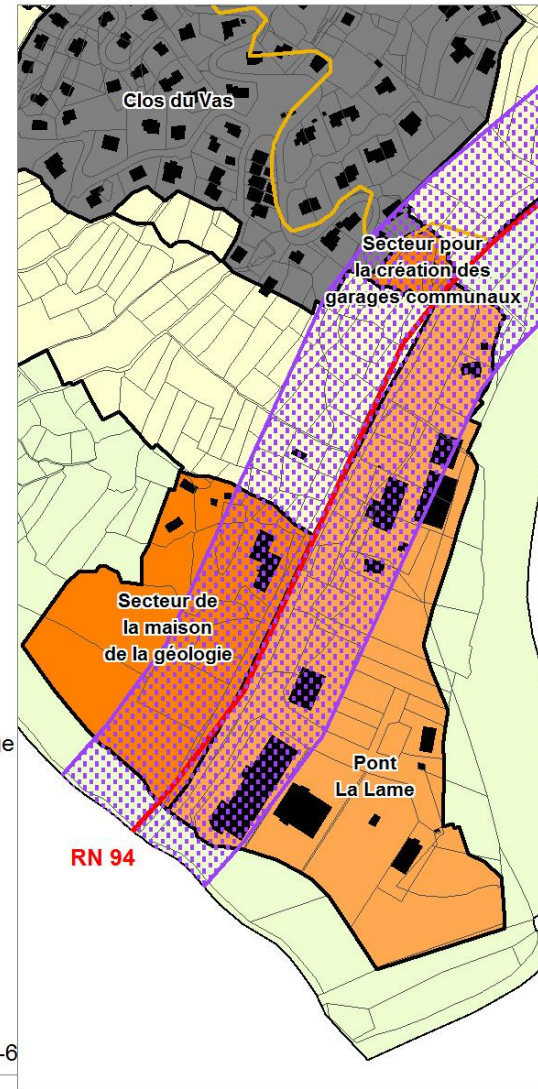 Clos du Vas
Secteur pour
la création des
garages communaux
Secteur de
la maison
de la géologie
Pont
La Lame
RN 94